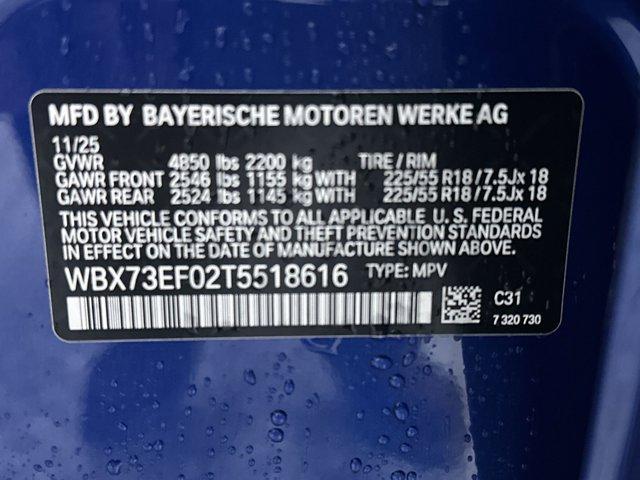 MFD BY BAYERISCHE MOTOREN WERKE AG
11/25
GVWR 4850 lbs 2200 kg TIRE / RIM
GAWR FRONT 2546 lbs 1155 kg WITH 225/55 R18 / 7.5Jx 18
GAWR REAR 2524 lbs 1145 kg WITH 225/55 R18 / 7.5Jx 18
THIS VEHICLE CONFORMS TO ALL APPLICABLE U. S. FEDERAL
MOTOR VEHICLE SAFETY AND THEFT PREVENTION STANDARDS
IN EFFECT ON THE DATE OF MANUFACTURE SHOWN ABOVE.
WBX73EF02T5518616 TYPE: MPV
C31
7 320 730